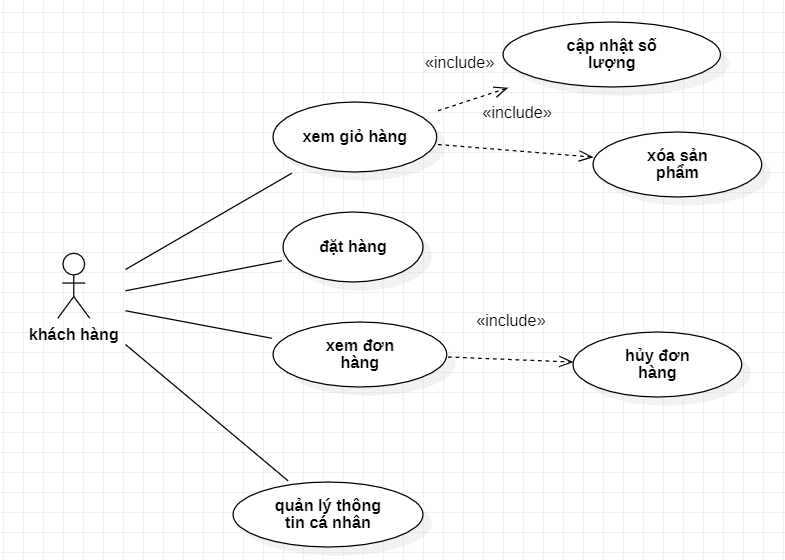 cập nhật số
lượng
«include»
«include»
xem giỏ hàng
xóa sản
phẩm
đặt hàng
khách hàng
«include»
xem đơn
hàng
hủy đơn
hàng
quản lý thông
tin cá nhân